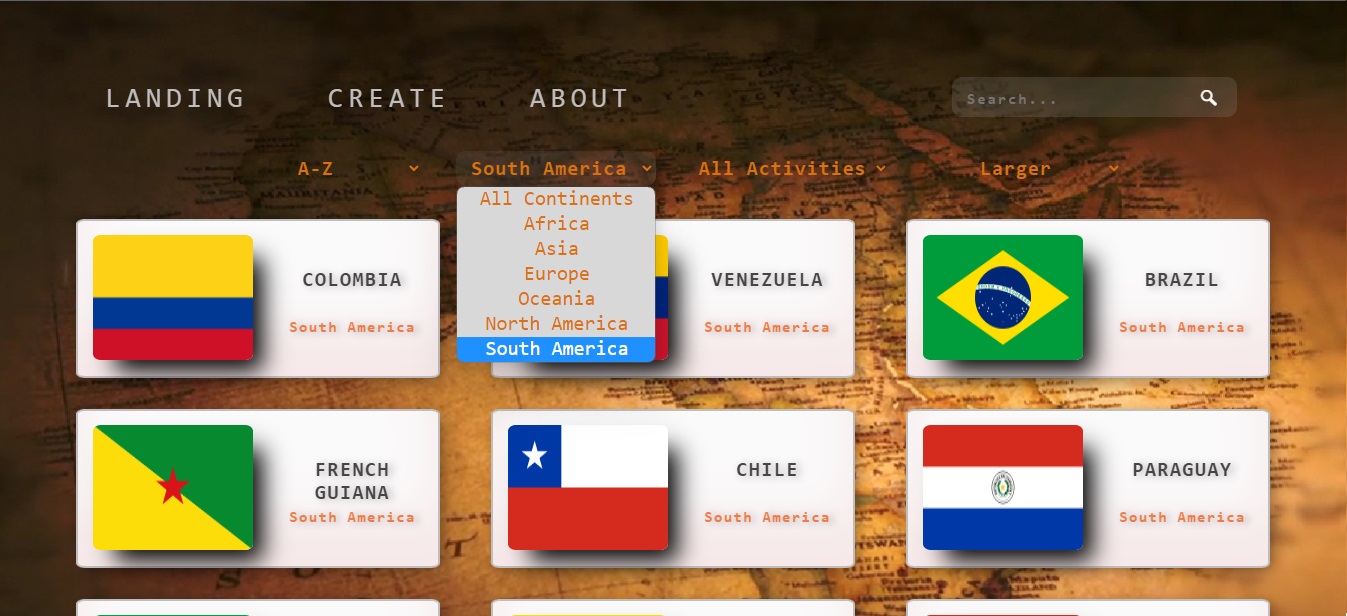 LANDING
CREATE
ABOUT
Search...
A-Z
South America
All Activities
Larger
All Continents
Africa
Asia
Europe
Oceania
North America
South America
COLOMBIA
South America
VENEZUELA
South America
BRAZIL
South America
FRENCH
GUIANA
South America
CHILE
South America
PARAGUAY
South America